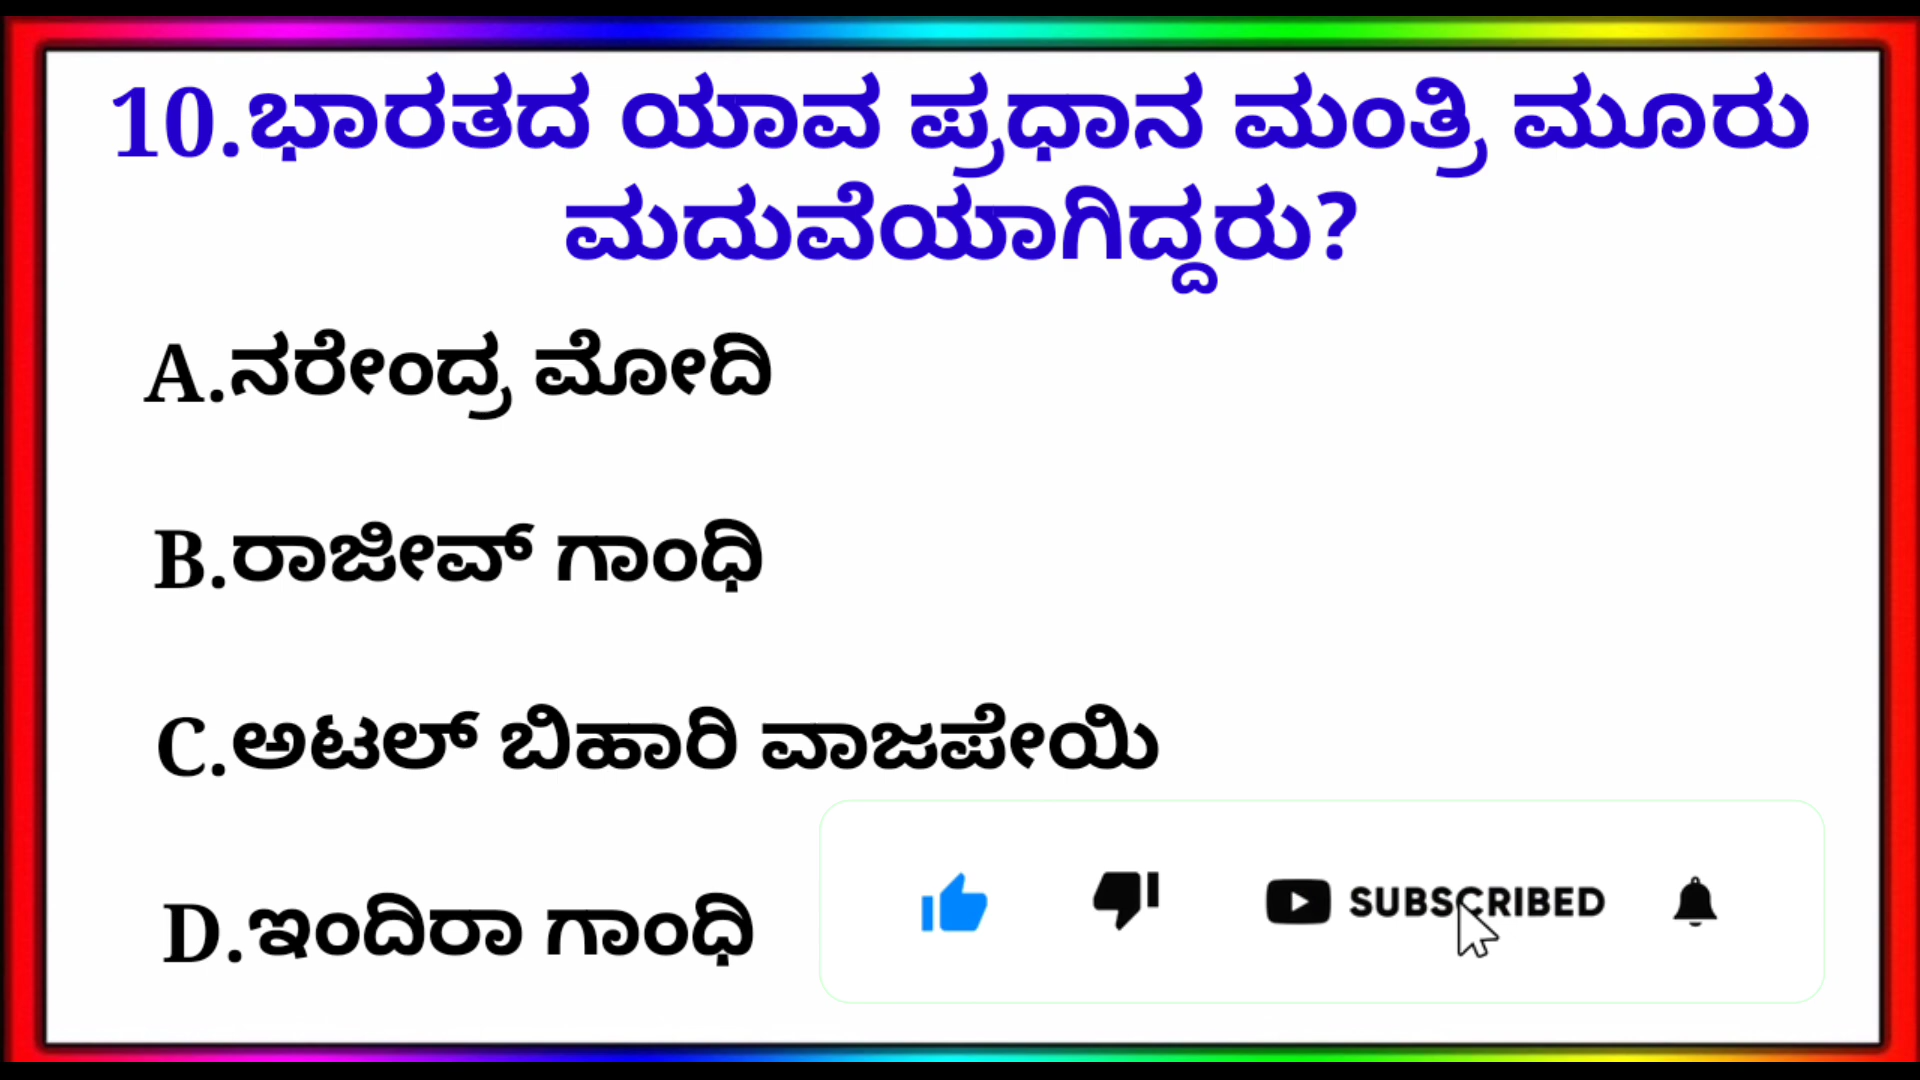 10.ಭಾರತದ ಯಾವ ಪ್ರಧಾನ ಮಂತ್ರಿ ಮೂರು
ಮದುವೆಯಾಗಿದ್ದರು?
A.ನರೇಂದ್ರ ಮೋದಿ
B.ರಾಜೀವ್ ಗಾಂಧಿ
C.ಅಟಲ್ ಬಿಹಾರಿ ವಾಜಪೇಯಿ
D.ಇಂದಿರಾ ಗಾಂಧಿ
SUBSCRIBED